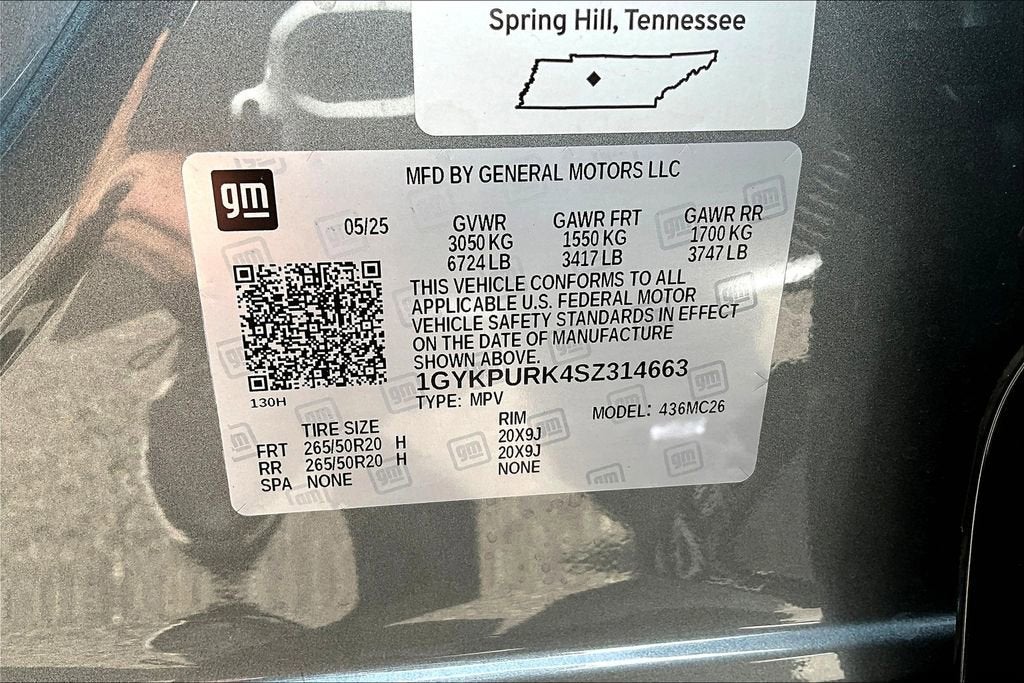 Spring Hill, Tennessee
gm
MFD BY GENERAL MOTORS LLC
05/25
GVWR GAWR FRT GAWR RR
3050 KG 1550 KG 1700 KG
6724 LB 3417 LB 3747 LB
THIS VEHICLE CONFORMS TO ALL
APPLICABLE U.S. FEDERAL MOTOR
VEHICLE SAFETY STANDARDS IN EFFECT
ON THE DATE OF MANUFACTURE
SHOWN ABOVE.
1GYKPURK4SZ314663
130H
TYPE: MPV
MODEL: 436MC26
TIRE SIZE RIM
FRT 265/50R20 H 20X9J
RR 265/50R20 H 20X9J
SPA NONE NONE